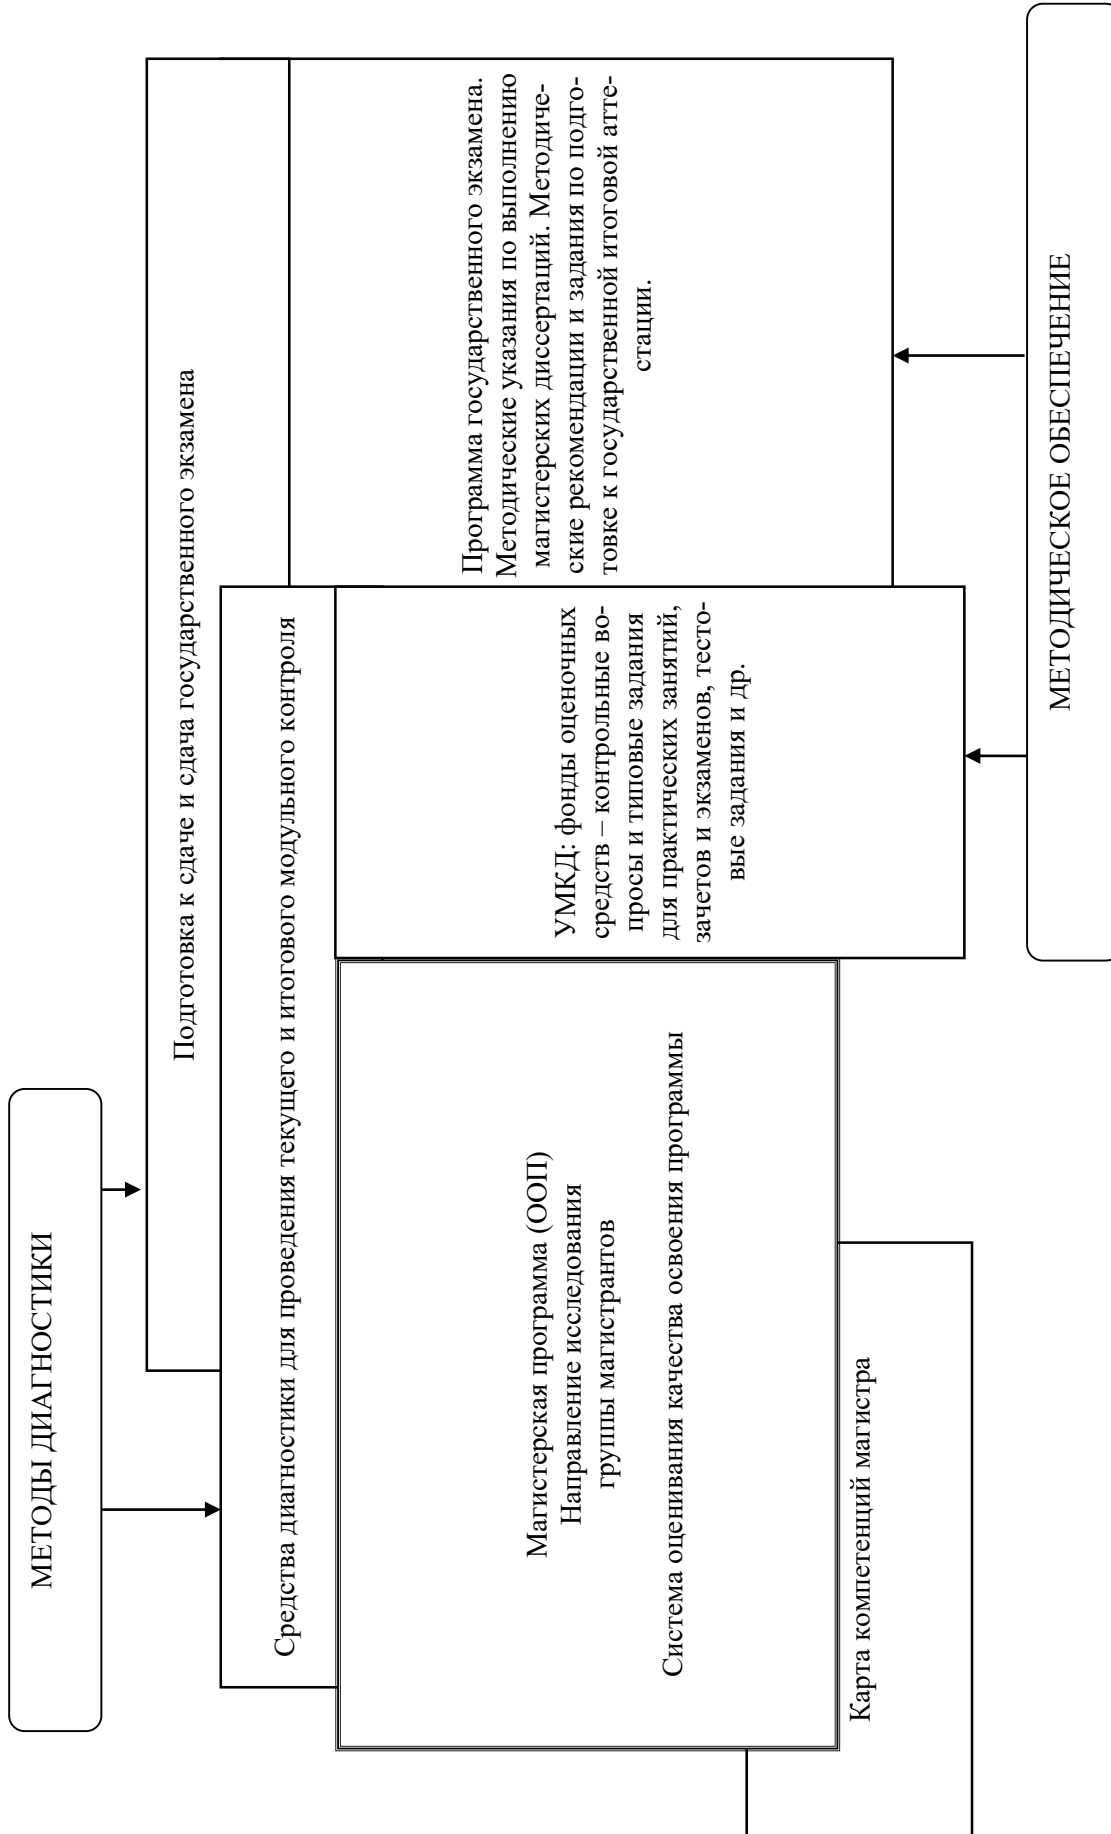 МЕТОДЫ ДИАГНОСТИКИ
Подготовка к сдаче и сдача государственного экзамена
Средства диагностики для проведения текущего и итогового модульного контроля
Магистерская программа (ООП)
Направление исследования
группы магистрантов
Система оценивания качества освоения программы
Карта компетенций магистра
УМКД: фонды оценочных
средств – контрольные во-
просы и типовые задания
для практических занятий,
зачетов и экзаменов, тесто-
вые задания и др.
Программа государственного экзамена.
Методические указания по выполнению
магистерских диссертаций. Методиче-
ские рекомендации и задания по подго-
товке к государственной итоговой атте-
стации.
МЕТОДИЧЕСКОЕ ОБЕСПЕЧЕНИЕ